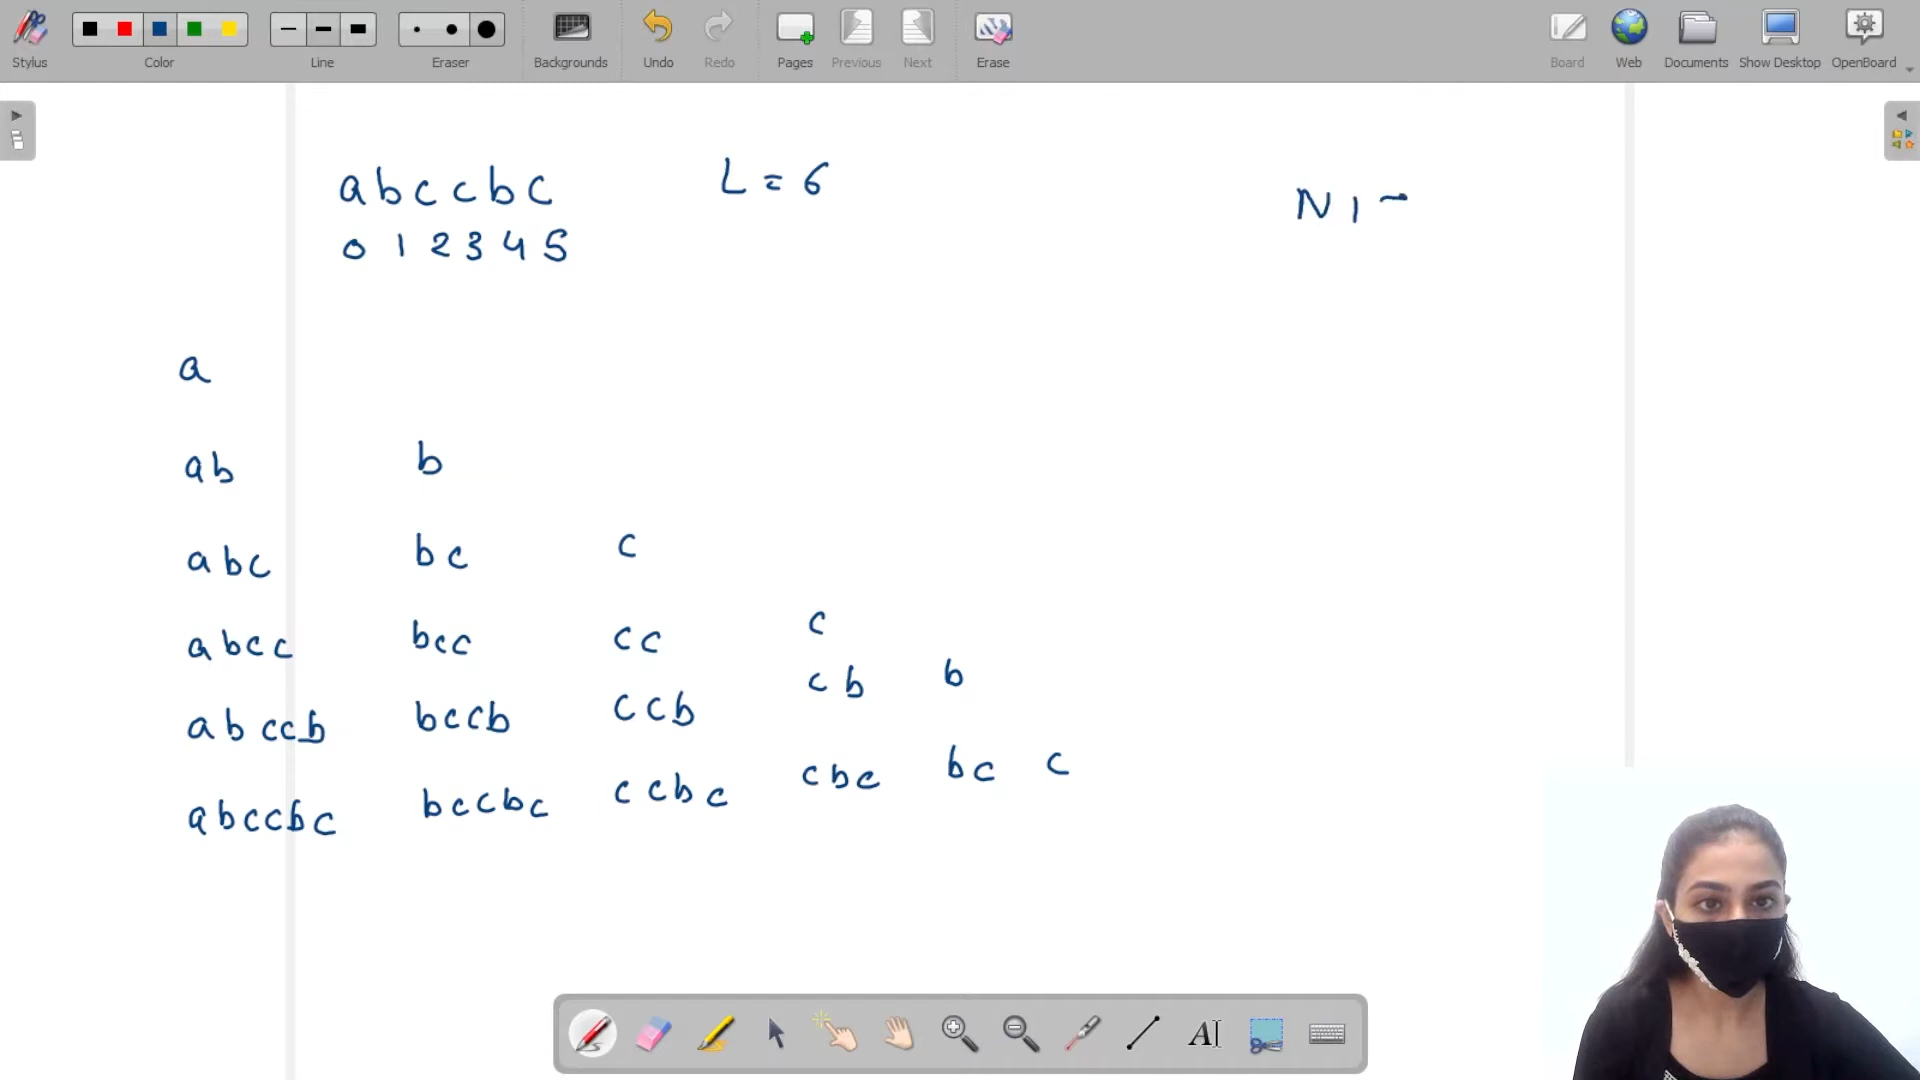 Stylus
Color
Line
Eraser
Backgrounds
Undo
Redo
Pages
Previous
Next
Erase
Board
Web
Documents
Show Desktop
OpenBoard
abccbc L = 6
0 1 2 3 4 5
N 1 -
a
ab b
abc bc c
abcc bcc cc c
abccb bccb ccb cb b
abccbc bccbc ccbc cbc bc c